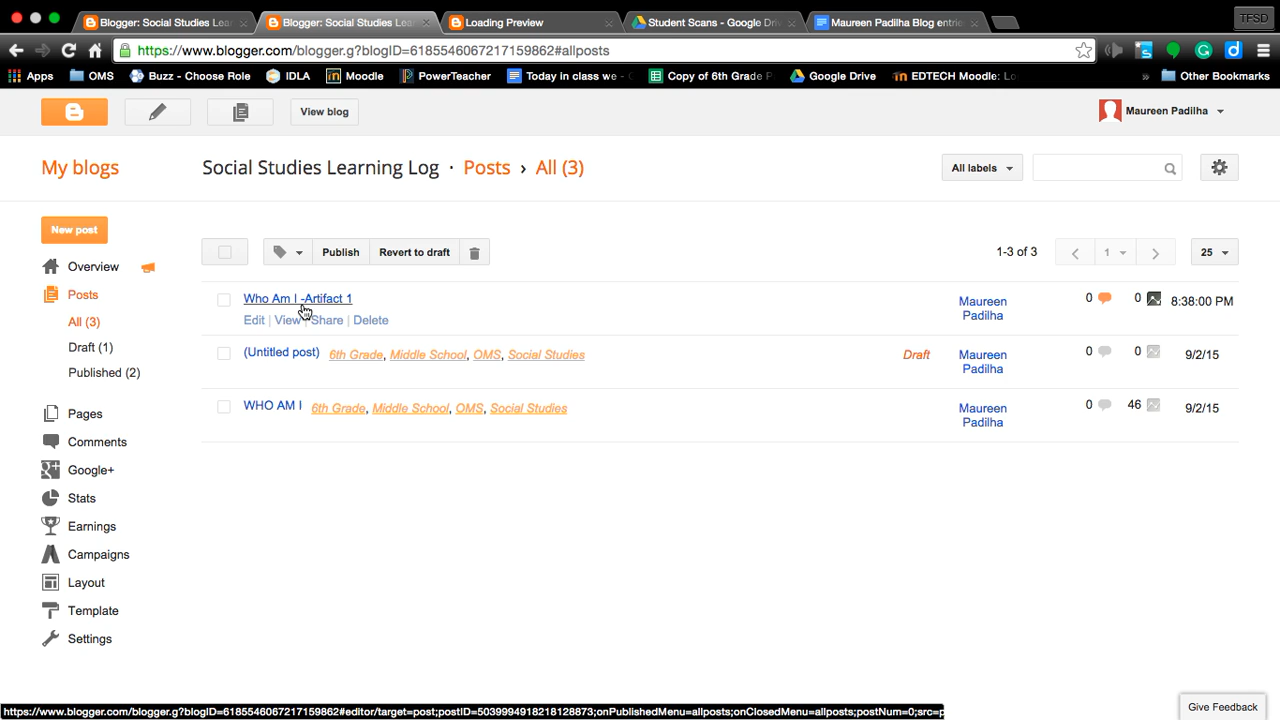 Blogger: Social Studies Lea
Blogger: Social Studies Lea
Loading Preview
Student Scans - Google Dri
Maureen Padilha Blog entrie
TFSD
https://www.blogger.com/blogger.g?blogID=6185546067217159862#allposts
Apps
OMS
Buzz - Choose Role
IDLA
Moodle
PowerTeacher
Today in class we -
Copy of 6th Grade P
Google Drive
EDTECH Moodle: Lo
»
Other Bookmarks
View blog
Maureen Padilha
My blogs
Social Studies Learning Log · Posts › All (3)
All labels
New post
Publish
Revert to draft
1-3 of 3
1
25
Overview
Posts
All (3)
Draft (1)
Published (2)
Pages
Comments
Google+
Stats
Earnings
Campaigns
Layout
Template
Settings
Who Am I -Artifact 1
Edit | View | Share | Delete
Maureen Padilha
0
0
8:38:00 PM
(Untitled post) 6th Grade, Middle School, OMS, Social Studies
Draft
Maureen Padilha
0
0
9/2/15
WHO AM I 6th Grade, Middle School, OMS, Social Studies
Maureen Padilha
0
46
9/2/15
https://www.blogger.com/blogger.g?blogID=6185546067217159862#editor/target=post;postID=5039994918218128873;onPublishedMenu=allposts;onClosedMenu=allposts;postNum=0;src=p
Give Feedback